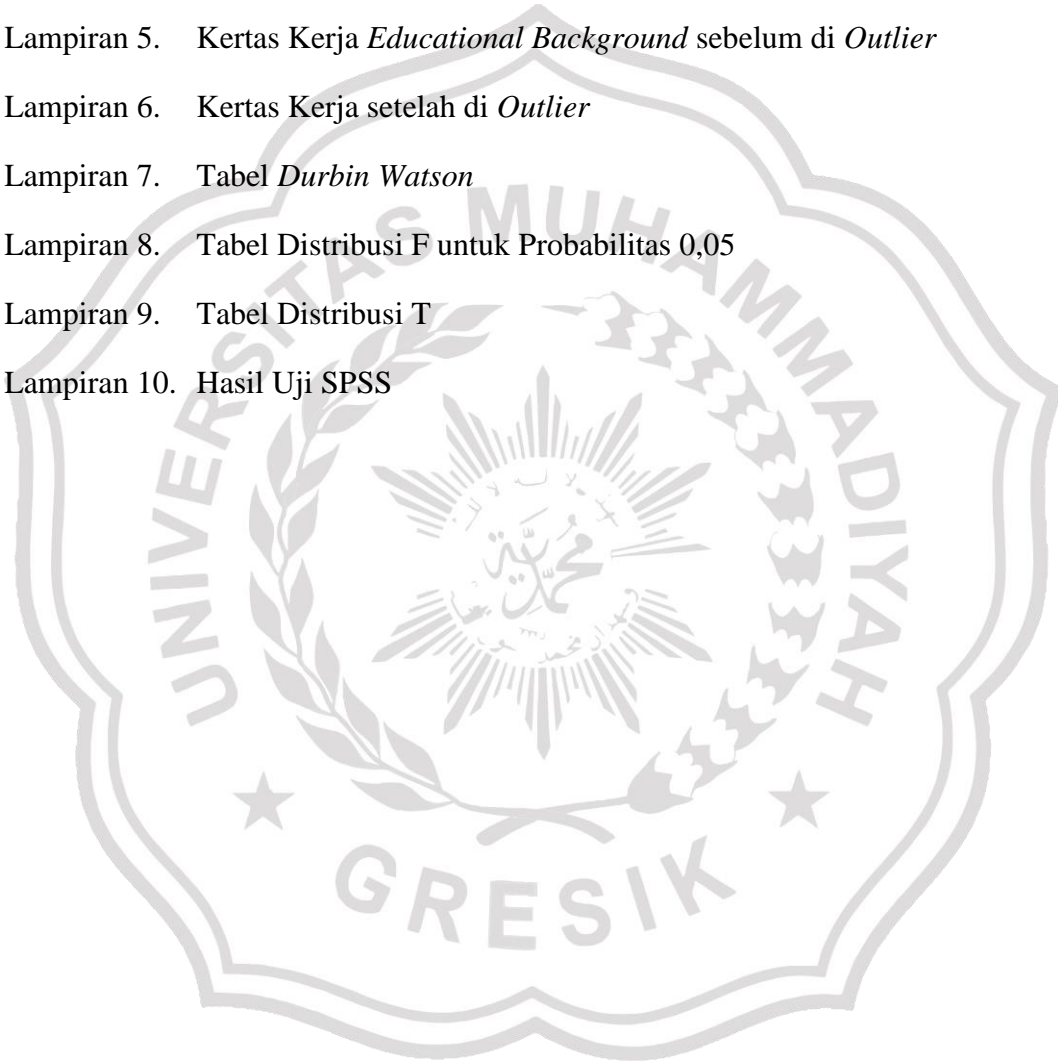 Lampiran 5. Kertas Kerja Educational Background sebelum di Outlier
Lampiran 6. Kertas Kerja setelah di Outlier
Lampiran 7. Tabel Durbin Watson
Lampiran 8. Tabel Distribusi F untuk Probabilitas 0,05
Lampiran 9. Tabel Distribusi T
Lampiran 10. Hasil Uji SPSS
UNIVERSITAS MUHAMMADIYAH
محمدية
GRESIK